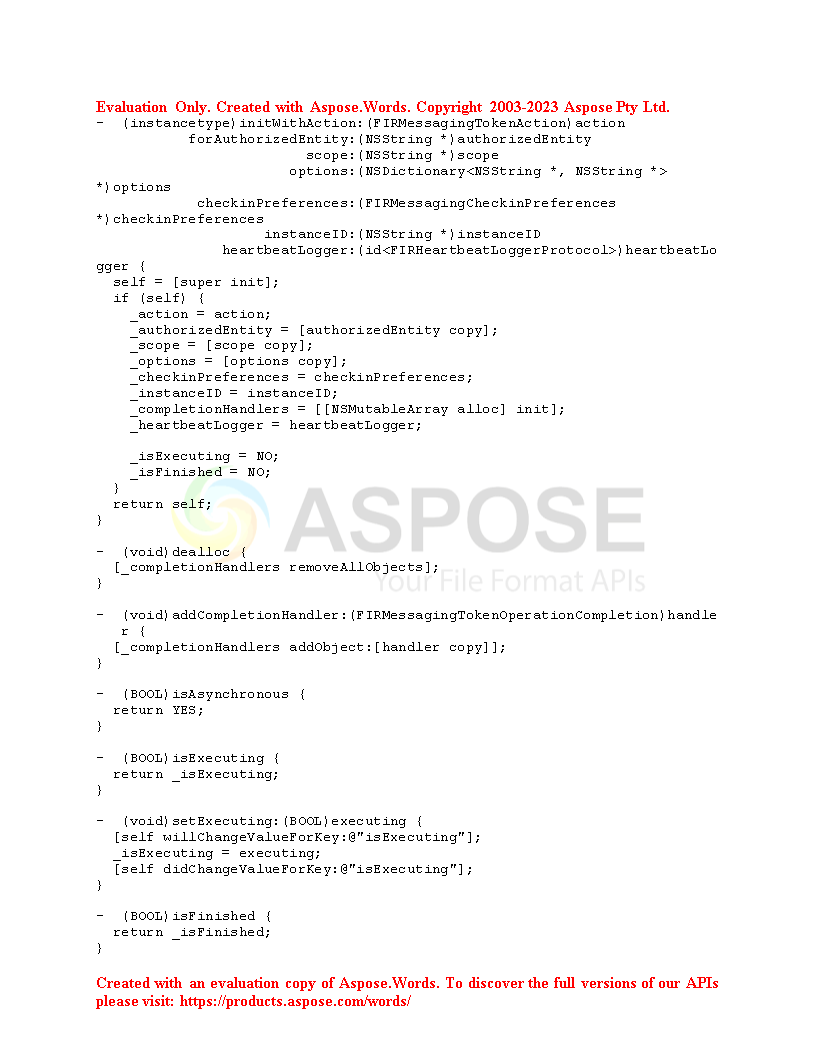 Evaluation Only. Created with Aspose.Words. Copyright 2003-2023 Aspose Pty Ltd.
- (instancetype)initWithAction:(FIRMessagingTokenAction)action
forAuthorizedEntity:(NSString *)authorizedEntity
scope:(NSString *)scope
options:(NSDictionary<NSString *, NSString *>
*)options
checkinPreferences:(FIRMessagingCheckinPreferences
*)checkinPreferences
instanceID:(NSString *)instanceID
heartbeatLogger:(id<FIRHeartbeatLoggerProtocol>)heartbeatLo
gger {
self = [super init];
if (self) {
_action = action;
_authorizedEntity = [authorizedEntity copy];
_scope = [scope copy];
_options = [options copy];
_checkinPreferences = checkinPreferences;
_instanceID = instanceID;
_completionHandlers = [[NSMutableArray alloc] init];
_heartbeatLogger = heartbeatLogger;
_isExecuting = NO;
_isFinished = NO;
}
return self;
}
ASPOSE
- (void)dealloc {
[_completionHandlers removeAllObjects];
Your File Format APIs
}
- (void)addCompletionHandler:(FIRMessagingTokenOperationCompletion)handle
r {
[_completionHandlers addObject:[handler copy]];
}
- (BOOL)isAsynchronous {
return YES;
}
- (BOOL)isExecuting {
return _isExecuting;
}
- (void)setExecuting:(BOOL)executing {
[self willChangeValueForKey:@"isExecuting"];
_isExecuting = executing;
[self didChangeValueForKey:@"isExecuting"];
}
- (BOOL)isFinished {
return _isFinished;
}
Created with an evaluation copy of Aspose.Words. To discover the full versions of our APIs
please visit: https://products.aspose.com/words/